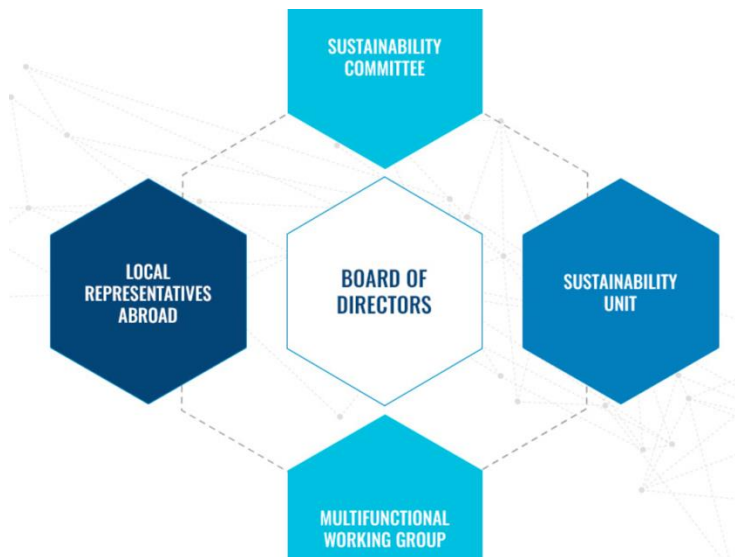 SUSTAINABILITY
COMMITTEE
LOCAL
REPRESENTATIVES
ABROAD
BOARD OF
DIRECTORS
SUSTAINABILITY
UNIT
MULTIFUNCTIONAL
WORKING GROUP